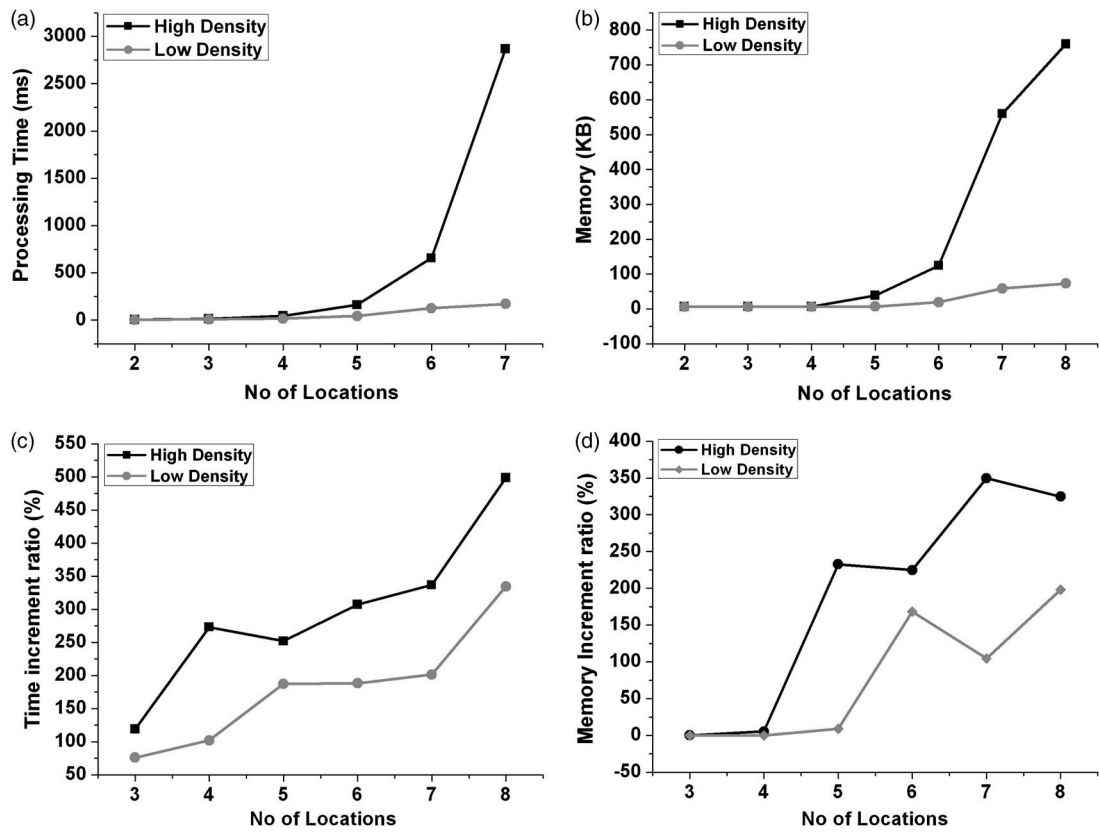 (a)
High Density
Low Density
3000
2500
2000
1500
1000
500
0
Processing Time (ms)
2 3 4 5 6 7
No of Locations
(b)
High Density
Low Density
800
700
600
500
400
300
200
100
0
-100
Memory (KB)
2 3 4 5 6 7 8
No of Locations
(c)
High Density
Low Density
550
500
450
400
350
300
250
200
150
100
50
Time increment ratio (%)
3 4 5 6 7 8
No of Locations
(d)
High Density
Low Density
400
350
300
250
200
150
100
50
0
-50
Memory Increment ratio (%)
3 4 5 6 7 8
No of Locations